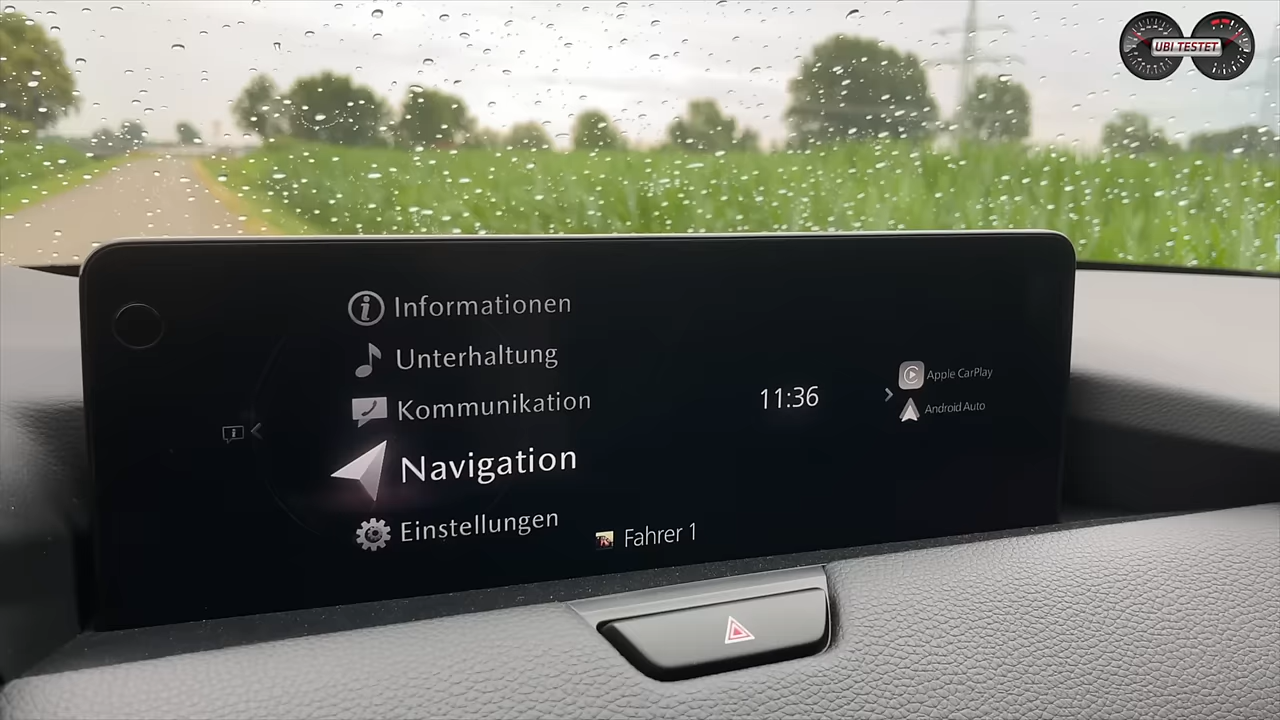 UBI TESTET
Informationen
Unterhaltung
Kommunikation
Navigation
Einstellungen
11:36
Apple CarPlay
Android Auto
Fahrer 1